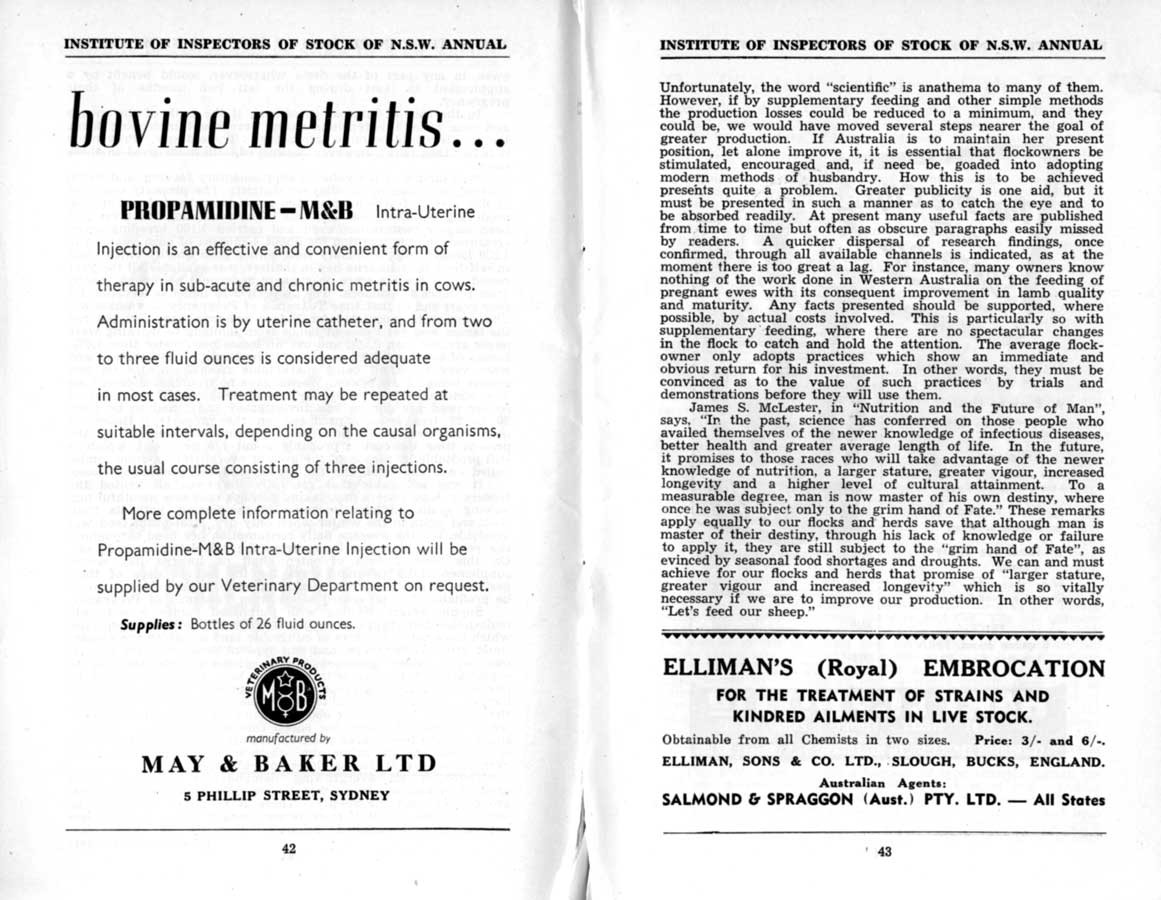 INSTITUTE OF INSPECTORS OF STOCK OF N.S.W. ANNUAL
bovine metritis...
PROPAMIDINE—M&B Intra-Uterine
Injection is an effective and convenient form of
therapy in sub-acute and chronic metritis in cows.
Administration is by uterine catheter, and from two
to three fluid ounces is considered adequate
in most cases. Treatment may be repeated at
suitable intervals, depending on the causal organisms,
the usual course consisting of three injections.
More complete information relating to
Propamidine-M&B Intra-Uterine Injection will be
supplied by our Veterinary Department on request.
Supplies: Bottles of 26 fluid ounces.
VETERINARY PRODUCTS
M&B
manufactured by
MAY & BAKER LTD
5 PHILLIP STREET, SYDNEY
42
INSTITUTE OF INSPECTORS OF STOCK OF N.S.W. ANNUAL
Unfortunately, the word "scientific" is anathema to many of them.
However, if by supplementary feeding and other simple methods
the production losses could be reduced to a minimum, and they
could be, we would have moved several steps nearer the goal of
greater production. If Australia is to maintain her present
position, let alone improve it, it is essential that flockowners be
stimulated, encouraged and, if need be, goaded into adopting
modern methods of husbandry. How this is to be achieved
presents quite a problem. Greater publicity is one aid, but it
must be presented in such a manner as to catch the eye and to
be absorbed readily. At present many useful facts are published
from time to time but often as obscure paragraphs easily missed
by readers. A quicker dispersal of research findings, once
confirmed, through all available channels is indicated, as at the
moment there is too great a lag. For instance, many owners know
nothing of the work done in Western Australia on the feeding of
pregnant ewes with its consequent improvement in lamb quality
and maturity. Any facts presented should be supported, where
possible, by actual costs involved. This is particularly so with
supplementary feeding, where there are no spectacular changes
in the flock to catch and hold the attention. The average flock-
owner only adopts practices which show an immediate and
obvious return for his investment. In other words, they must be
convinced as to the value of such practices by trials and
demonstrations before they will use them.
James S. McLester, in "Nutrition and the Future of Man",
says, "In the past, science has conferred on those people who
availed themselves of the newer knowledge of infectious diseases,
better health and greater average length of life. In the future,
it promises to those races who will take advantage of the newer
knowledge of nutrition, a larger stature, greater vigour, increased
longevity and a higher level of cultural attainment. To a
measurable degree, man is now master of his own destiny, where
once he was subject only to the grim hand of Fate." These remarks
apply equally to our flocks and herds save that although man is
master of their destiny, through his lack of knowledge or failure
to apply it, they are still subject to the "grim hand of Fate", as
evinced by seasonal food shortages and droughts. We can and must
achieve for our flocks and herds that promise of "larger stature,
greater vigour and increased longevity" which is so vitally
necessary if we are to improve our production. In other words,
"Let's feed our sheep."
ELLIMAN'S (Royal) EMBROCATION
FOR THE TREATMENT OF STRAINS AND
KINDRED AILMENTS IN LIVE STOCK.
Obtainable from all Chemists in two sizes. Price: 3/- and 6/-.
ELLIMAN, SONS & CO. LTD., SLOUGH, BUCKS, ENGLAND.
Australian Agents:
SALMOND & SPRAGGON (Aust.) PTY. LTD. — All States
43